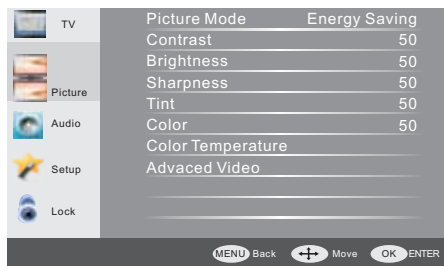 TV
Picture
Audio
Setup
Lock
Picture Mode Energy Saving
Contrast 50
Brightness 50
Sharpness 50
Tint 50
Color 50
Color Temperature
Advaced Video
MENU Back Move OK ENTER